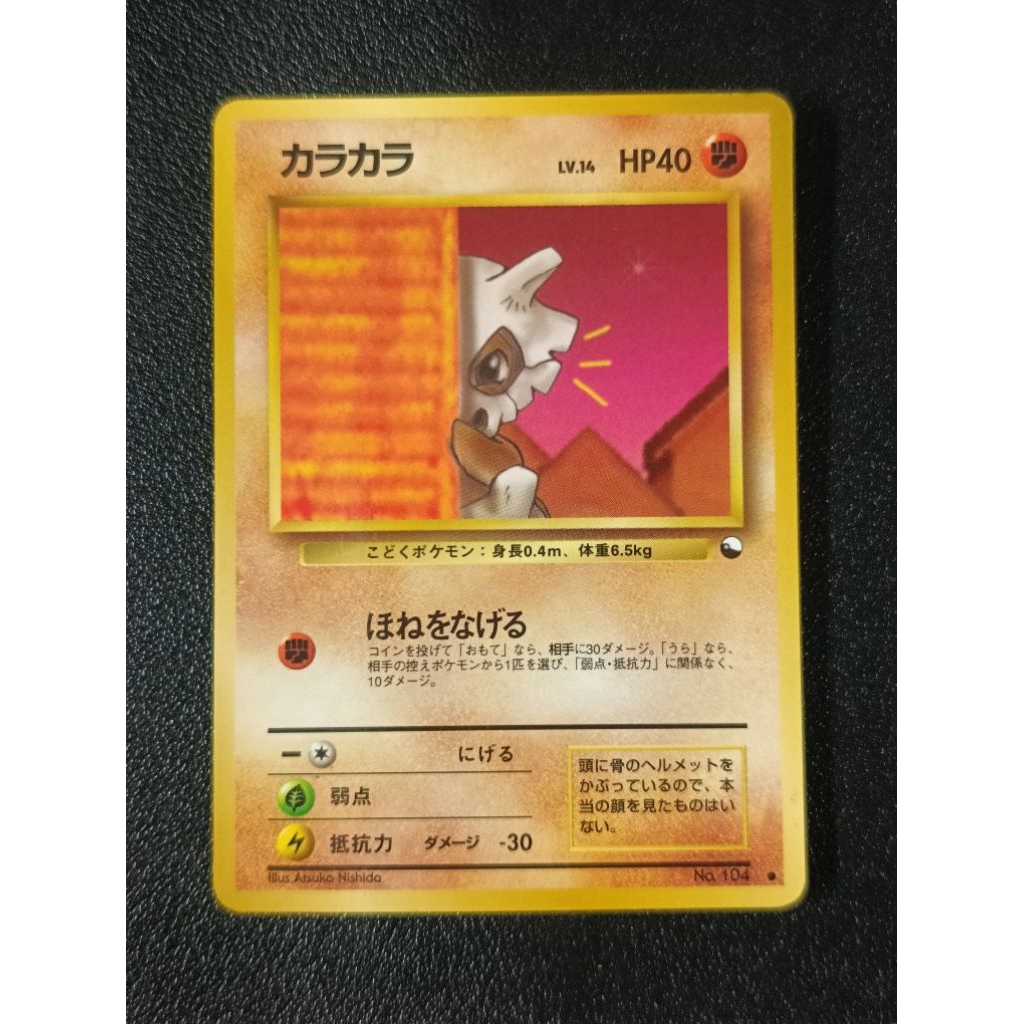 カラカラ LV.14 HP40
こどくポケモン：身長0.4m、体重6.5kg
ほねをなげる
コインを投げて「おもて」なら、相手に30ダメージ。「うら」なら、
相手の控えポケモンから1匹を選び、「弱点・抵抗力」に関係なく、
10ダメージ。
にげる
弱点
抵抗力 ダメージ -30
頭に骨のヘルメットを
かぶっているので、本
当の顔を見たものはい
ない。
Illus. Atsuko Nishida
No. 104